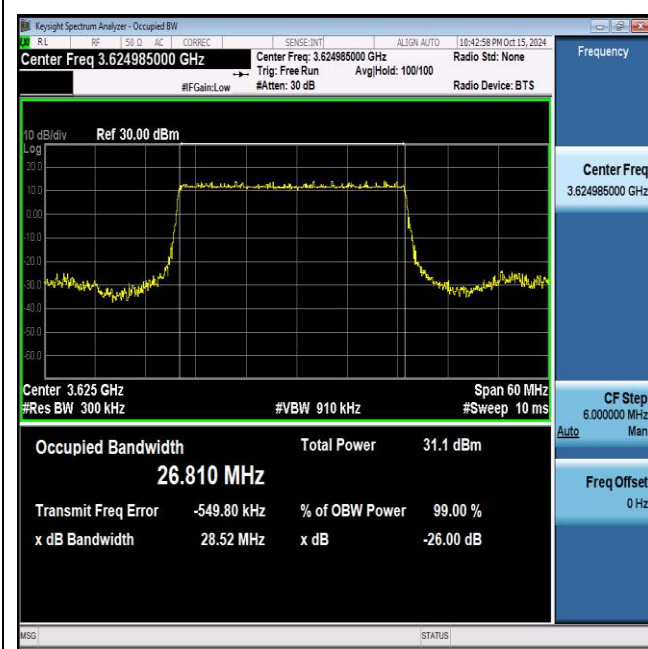 Keysight Spectrum Analyzer - Occupied BW
RL RF 50 Ω AC CORREC SENSE:INT ALIGN AUTO 10:42:58 PM Oct 15, 2024
Center Freq 3.624985000 GHz
Center Freq: 3.624985000 GHz Radio Std: None
Trig: Free Run Avg|Hold: 100/100
#IFGain:Low #Atten: 30 dB Radio Device: BTS
10 dB/div Ref 30.00 dBm
Log
20.0
10.0
0.00
-10.0
-20.0
-30.0
-40.0
-50.0
-60.0
Center 3.625 GHz Span 60 MHz
#Res BW 300 kHz #VBW 910 kHz #Sweep 10 ms
Occupied Bandwidth Total Power 31.1 dBm
26.810 MHz
Transmit Freq Error -549.80 kHz % of OBW Power 99.00 %
x dB Bandwidth 28.52 MHz x dB -26.00 dB
MSG STATUS
Frequency
Center Freq
3.624985000 GHz
CF Step
6.000000 MHz
Auto Man
Freq Offset
0 Hz